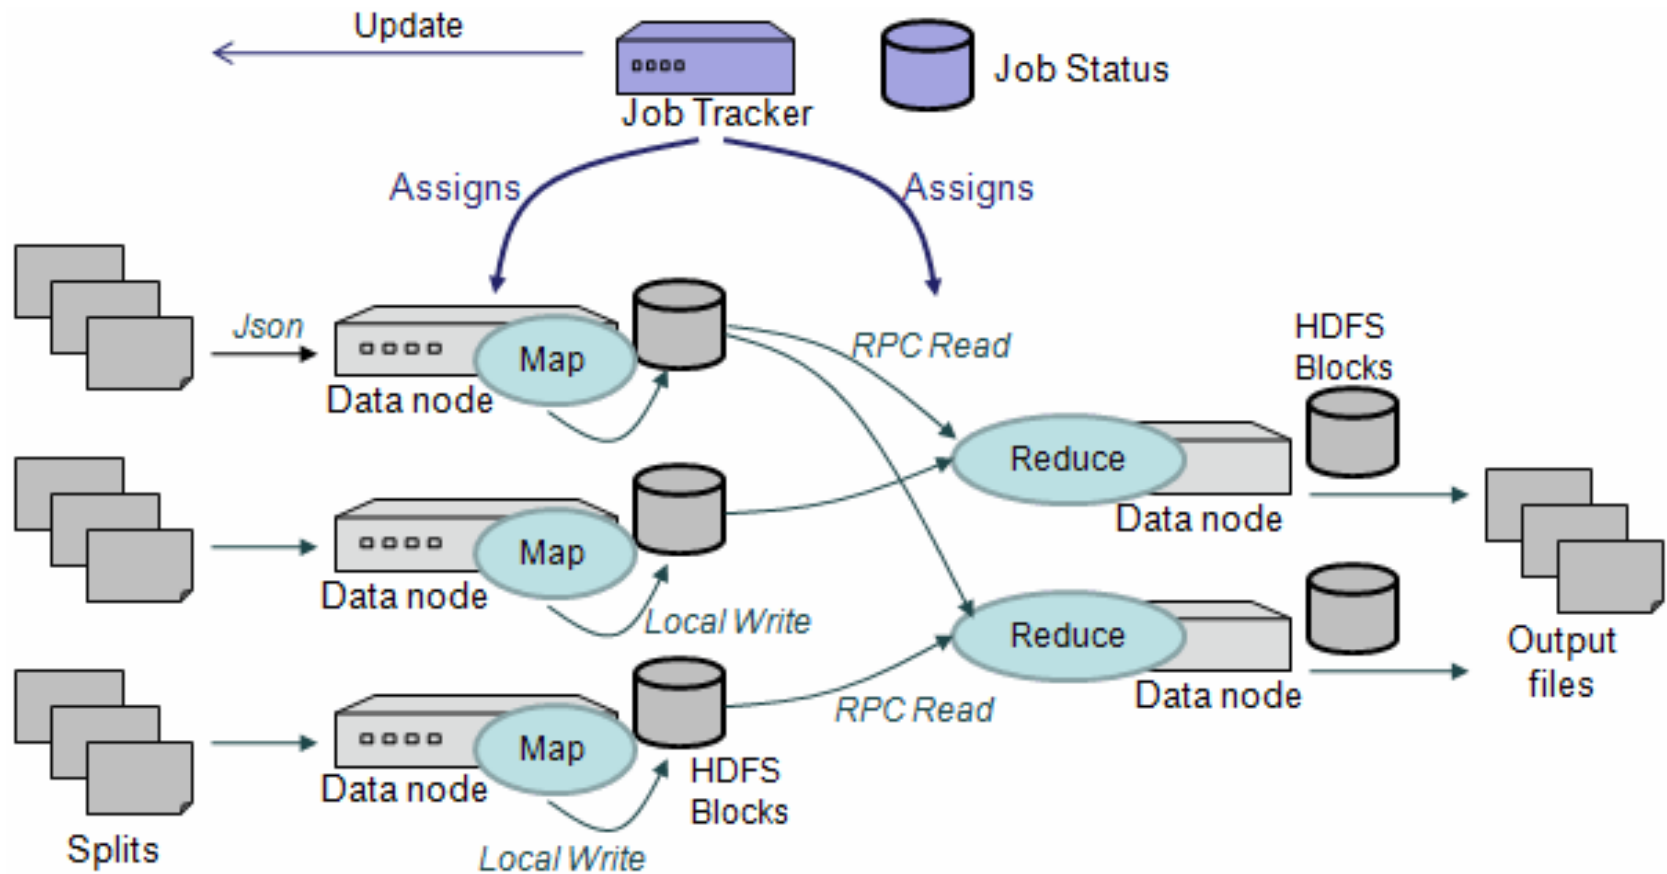 Update
Job Status
Job Tracker
Assigns
Assigns
Json
Map
Data node
RPC Read
HDFS
Blocks
Reduce
Data node
Map
Data node
Local Write
Reduce
Data node
Output
files
RPC Read
Map
Data node
HDFS
Blocks
Splits
Local Write